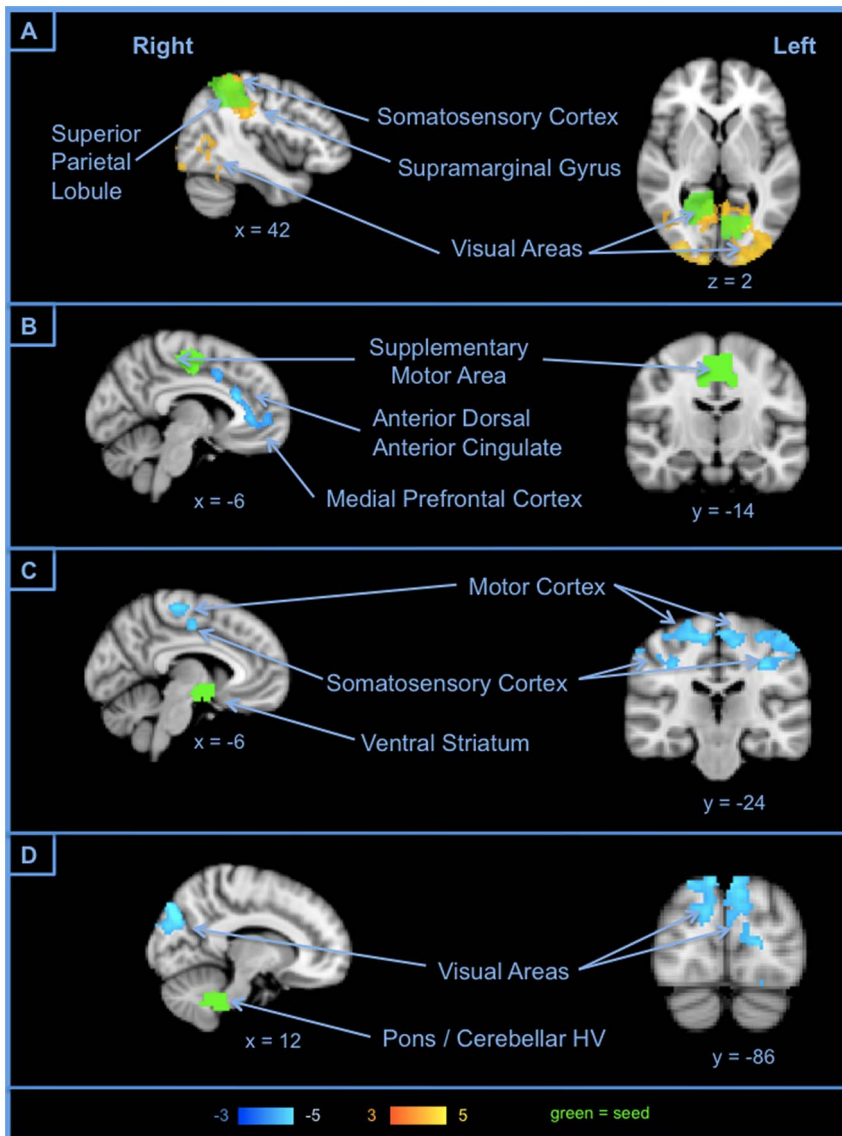 A
Right
Left
Somatosensory Cortex
Superior
Parietal
Lobule
Supramarginal Gyrus
x = 42
Visual Areas
z = 2
B
Supplementary
Motor Area
Anterior Dorsal
Anterior Cingulate
x = -6
Medial Prefrontal Cortex
y = -14
C
Motor Cortex
Somatosensory Cortex
x = -6
Ventral Striatum
y = -24
D
Visual Areas
x = 12
Pons / Cerebellar HV
y = -86
-3 -5 3 5 green = seed